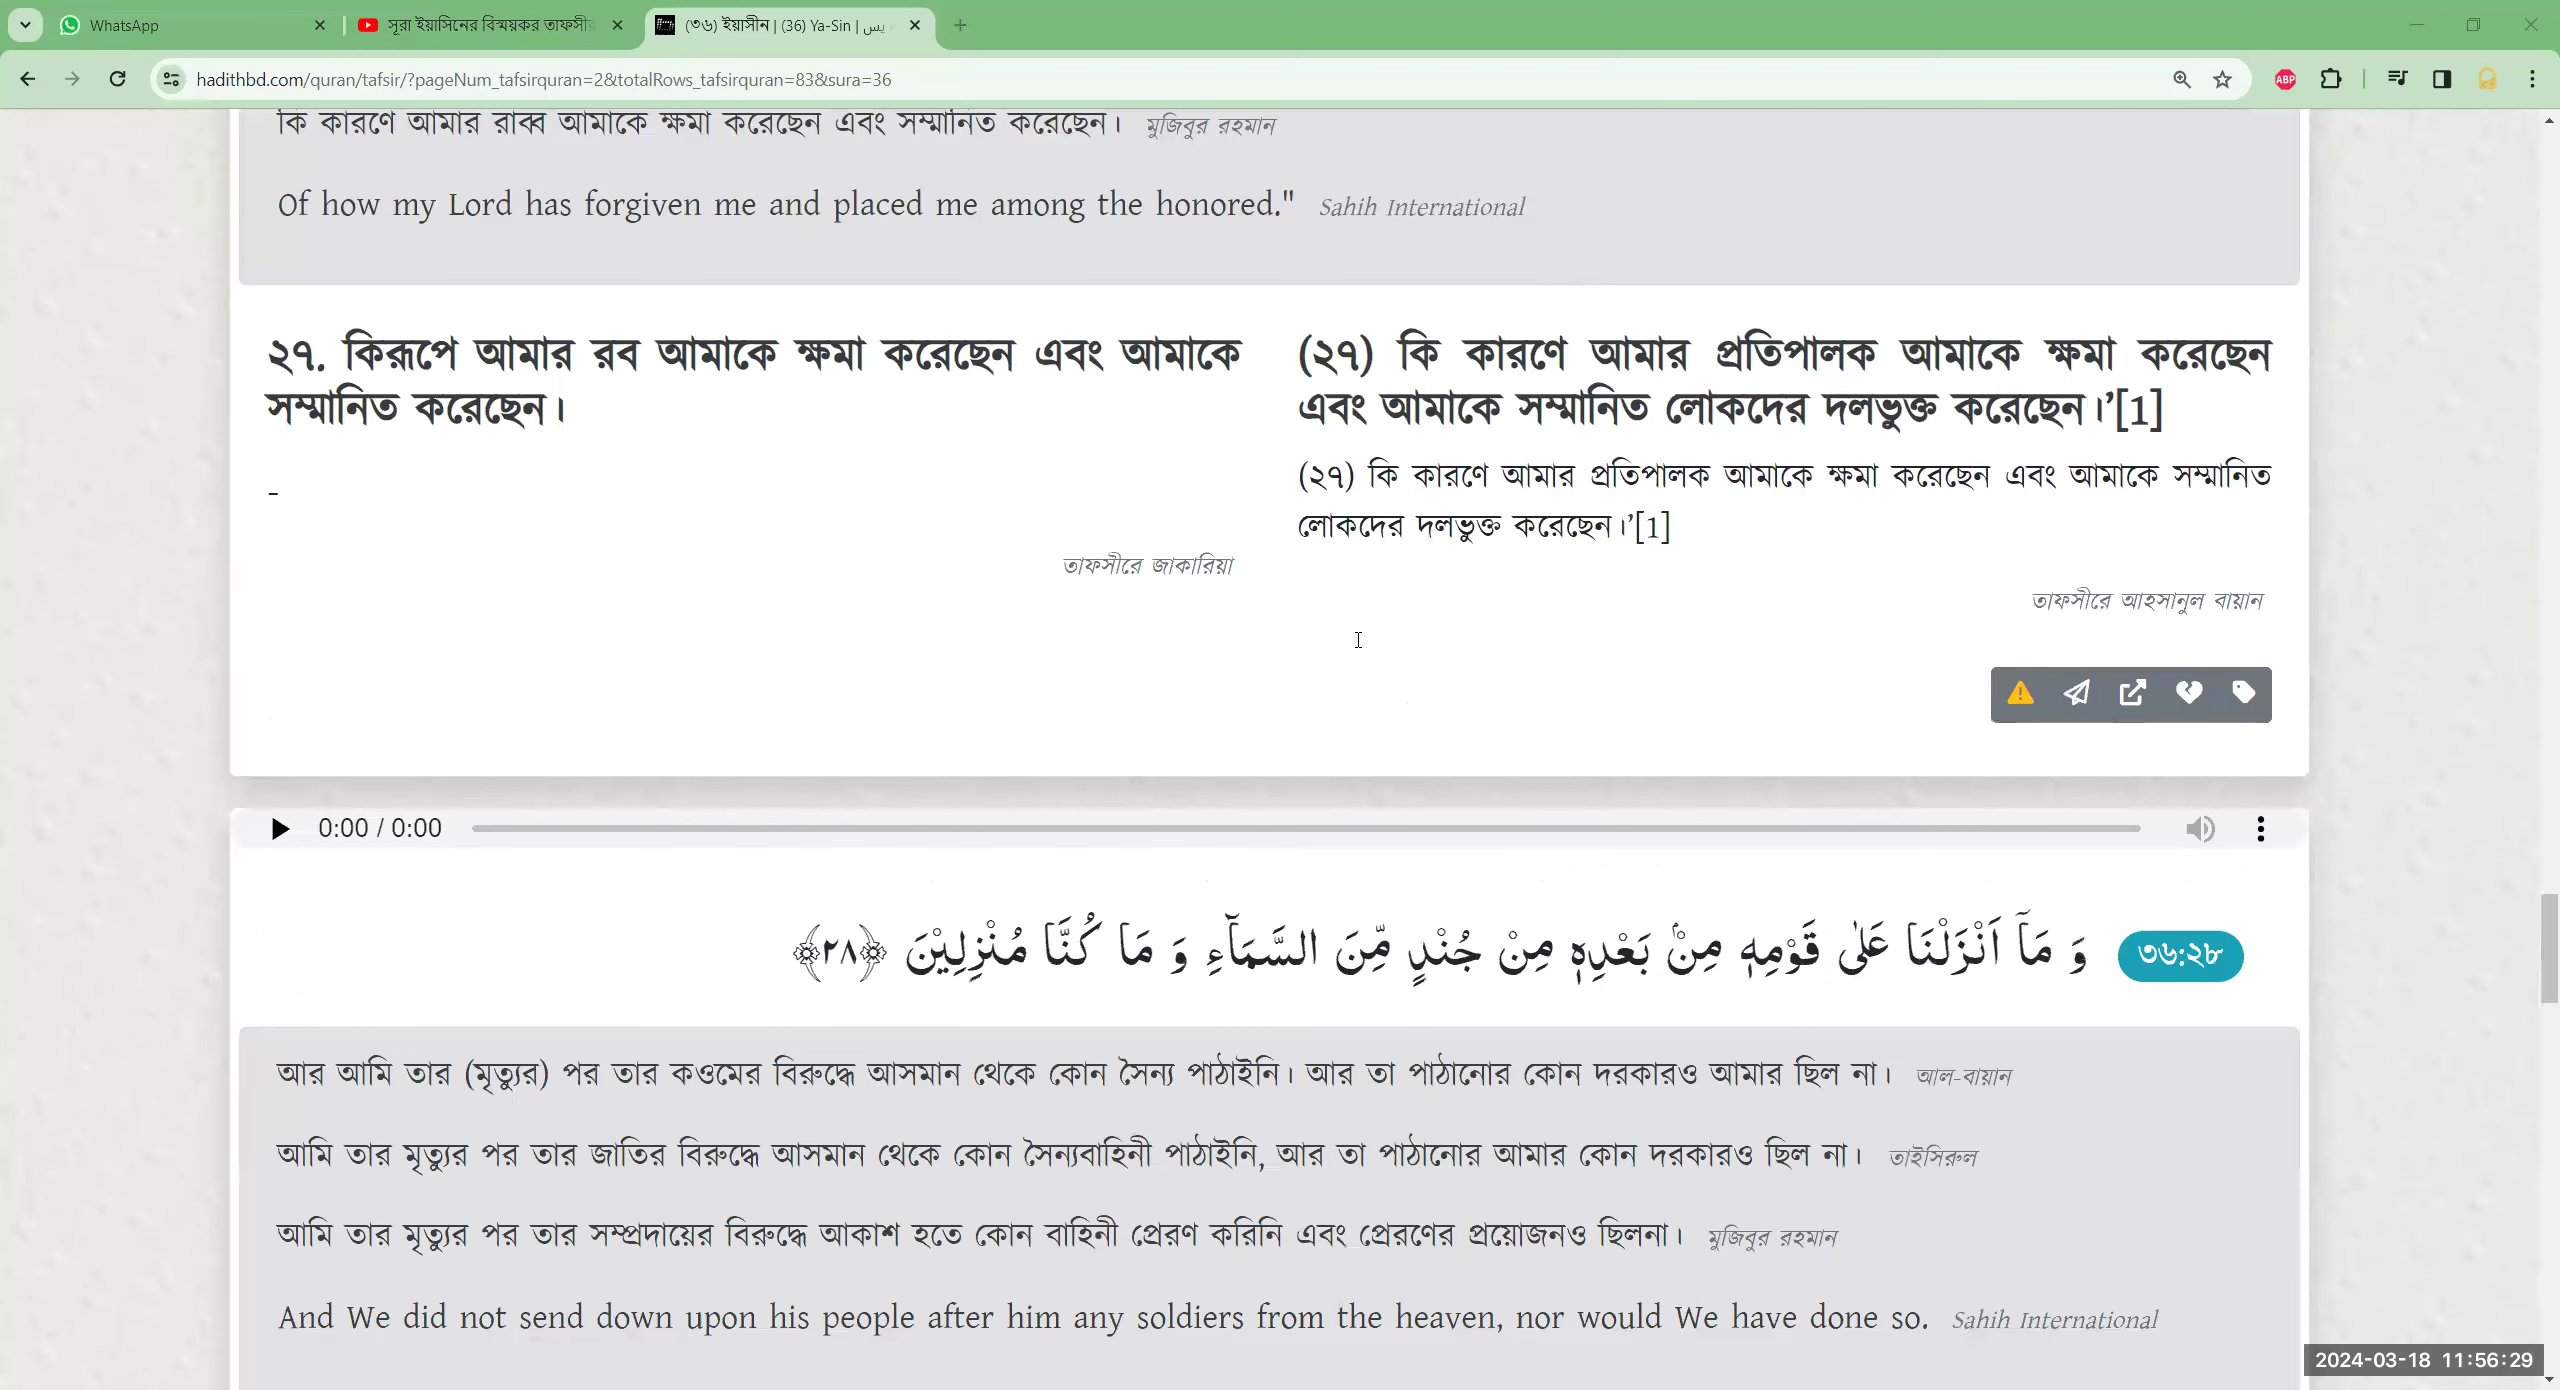 WhatsApp
সূরা ইয়াসিনের বিস্ময়কর তাফসীর
(৩৬) ইয়াসীন | (36) Ya-Sin | يس
hadithbd.com/quran/tafsir/?pageNum_tafsirquran=2&totalRows_tafsirquran=83&sura=36
ABP
কি কারণে আমার রাব্ব আমাকে ক্ষমা করেছেন এবং সম্মানিত করেছেন। মুজিবুর রহমান
Of how my Lord has forgiven me and placed me among the honored." Sahih International
২৭. কিরূপে আমার রব আমাকে ক্ষমা করেছেন এবং আমাকে
সম্মানিত করেছেন।
-
তাফসীরে জাকারিয়া
(২৭) কি কারণে আমার প্রতিপালক আমাকে ক্ষমা করেছেন
এবং আমাকে সম্মানিত লোকদের দলভুক্ত করেছেন।’[1]
(২৭) কি কারণে আমার প্রতিপালক আমাকে ক্ষমা করেছেন এবং আমাকে সম্মানিত
লোকদের দলভুক্ত করেছেন।’[1]
তাফসীরে আহসানুল বায়ান
0:00 / 0:00
৩৬:২৮ وَ مَاۤ اَنْزَلْنَا عَلٰی قَوْمِهٖ مِنْۢ بَعْدِهٖ مِنْ جُنْدٍ مِّنَ السَّمَآءِ وَ مَا كُنَّا مُنْزِلِیْنَ ﴿۲۸﴾
আর আমি তার (মৃত্যুর) পর তার কওমের বিরুদ্ধে আসমান থেকে কোন সৈন্য পাঠাইনি। আর তা পাঠানোর কোন দরকারও আমার ছিল না। আল-বায়ান
আমি তার মৃত্যুর পর তার জাতির বিরুদ্ধে আসমান থেকে কোন সৈন্যবাহিনী পাঠাইনি, আর তা পাঠানোর আমার কোন দরকারও ছিল না। তাইসিরুল
আমি তার মৃত্যুর পর তার সম্প্রদায়ের বিরুদ্ধে আকাশ হতে কোন বাহিনী প্রেরণ করিনি এবং প্রেরণের প্রয়োজনও ছিলনা। মুজিবুর রহমান
And We did not send down upon his people after him any soldiers from the heaven, nor would We have done so. Sahih International
2024-03-18 11:56:29